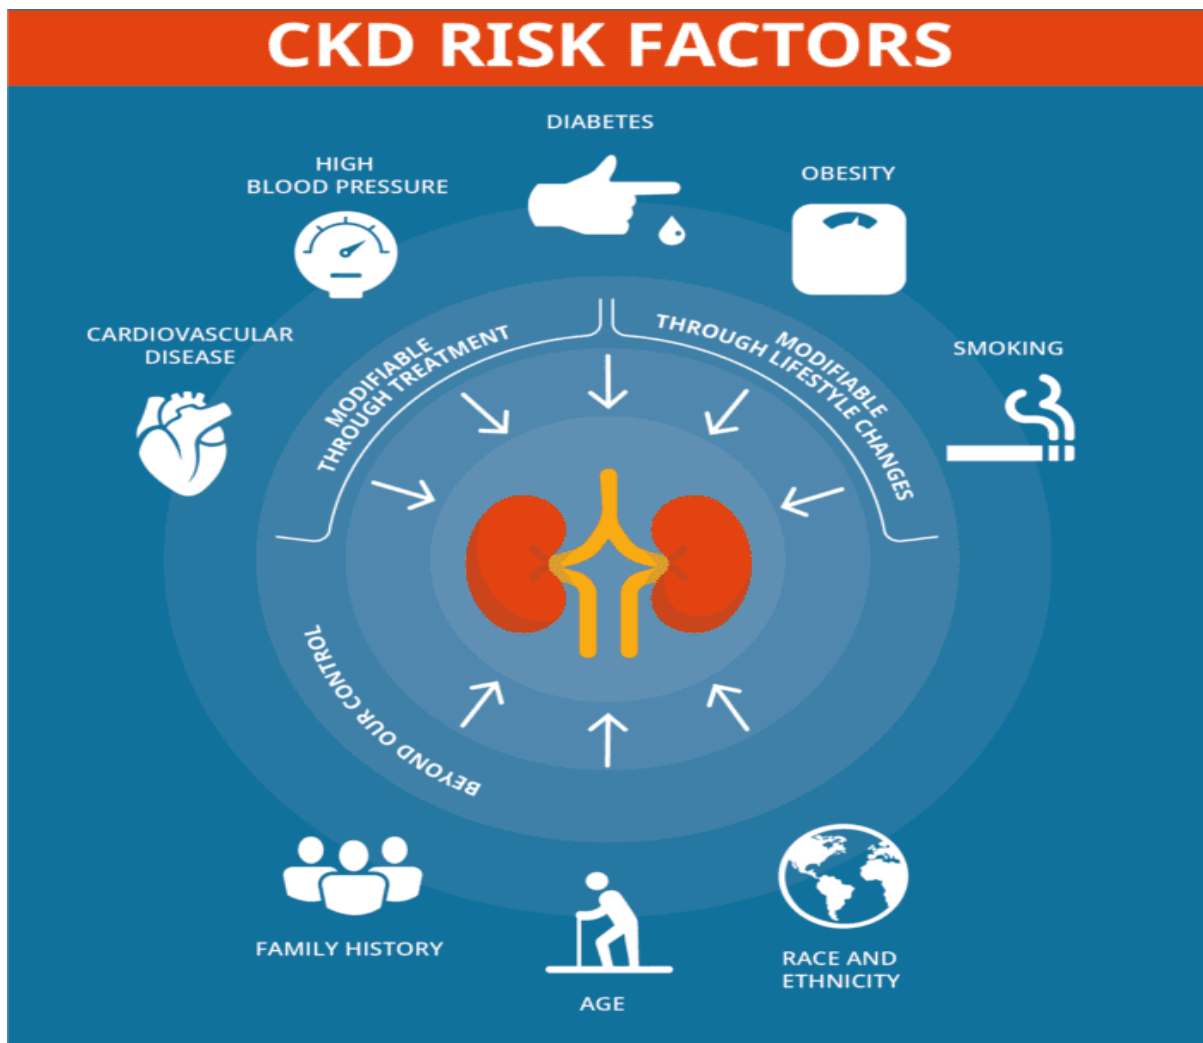 CKD RISK FACTORS
DIABETES
HIGH
BLOOD PRESSURE
OBESITY
CARDIOVASCULAR
DISEASE
SMOKING
MODIFIABLE
THROUGH TREATMENT
MODIFIABLE
THROUGH LIFESTYLE CHANGES
BEYOND OUR CONTROL
FAMILY HISTORY
AGE
RACE AND
ETHNICITY